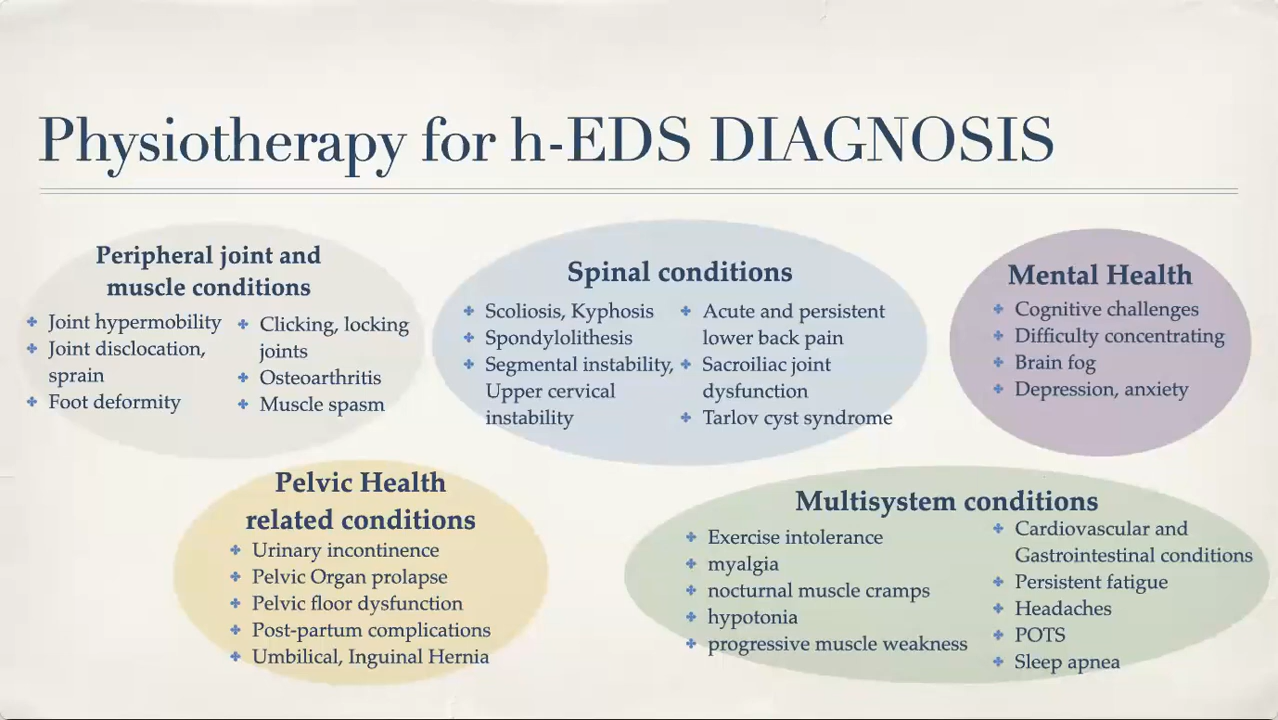 Physiotherapy for h-EDS DIAGNOSIS
Peripheral joint and
muscle conditions
Joint hypermobility
Joint disclocation,
sprain
Foot deformity
Clicking, locking
joints
Osteoarthritis
Muscle spasm
Spinal conditions
Scoliosis, Kyphosis
Spondylolithesis
Segmental instability,
Upper cervical
instability
Acute and persistent
lower back pain
Sacroiliac joint
dysfunction
Tarlov cyst syndrome
Mental Health
Cognitive challenges
Difficulty concentrating
Brain fog
Depression, anxiety
Pelvic Health
related conditions
Urinary incontinence
Pelvic Organ prolapse
Pelvic floor dysfunction
Post-partum complications
Umbilical, Inguinal Hernia
Multisystem conditions
Exercise intolerance
myalgia
nocturnal muscle cramps
hypotonia
progressive muscle weakness
Cardiovascular and
Gastrointestinal conditions
Persistent fatigue
Headaches
POTS
Sleep apnea